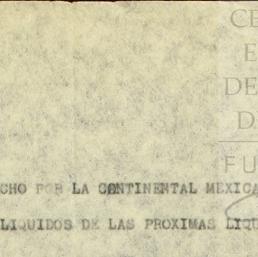 CE
E
DE
D
FU
CHO POR LA CONTINENTAL MEXICA
LIQUIDOS DE LAS PROXIMAS LIQU